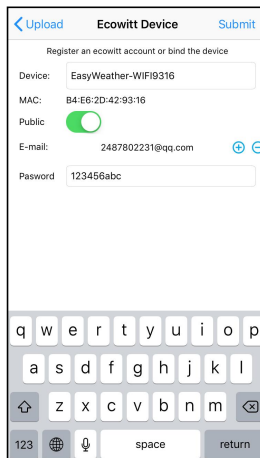 Upload Ecowitt Device Submit
Register an ecowitt account or bind the device
Device: EasyWeather-WIFI9316
MAC: B4:E6:2D:42:93:16
Public
E-mail: 2487802231@qq.com
Pasword 123456abc
q w e r t y u i o p
a s d f g h j k l
z x c v b n m
123 space return